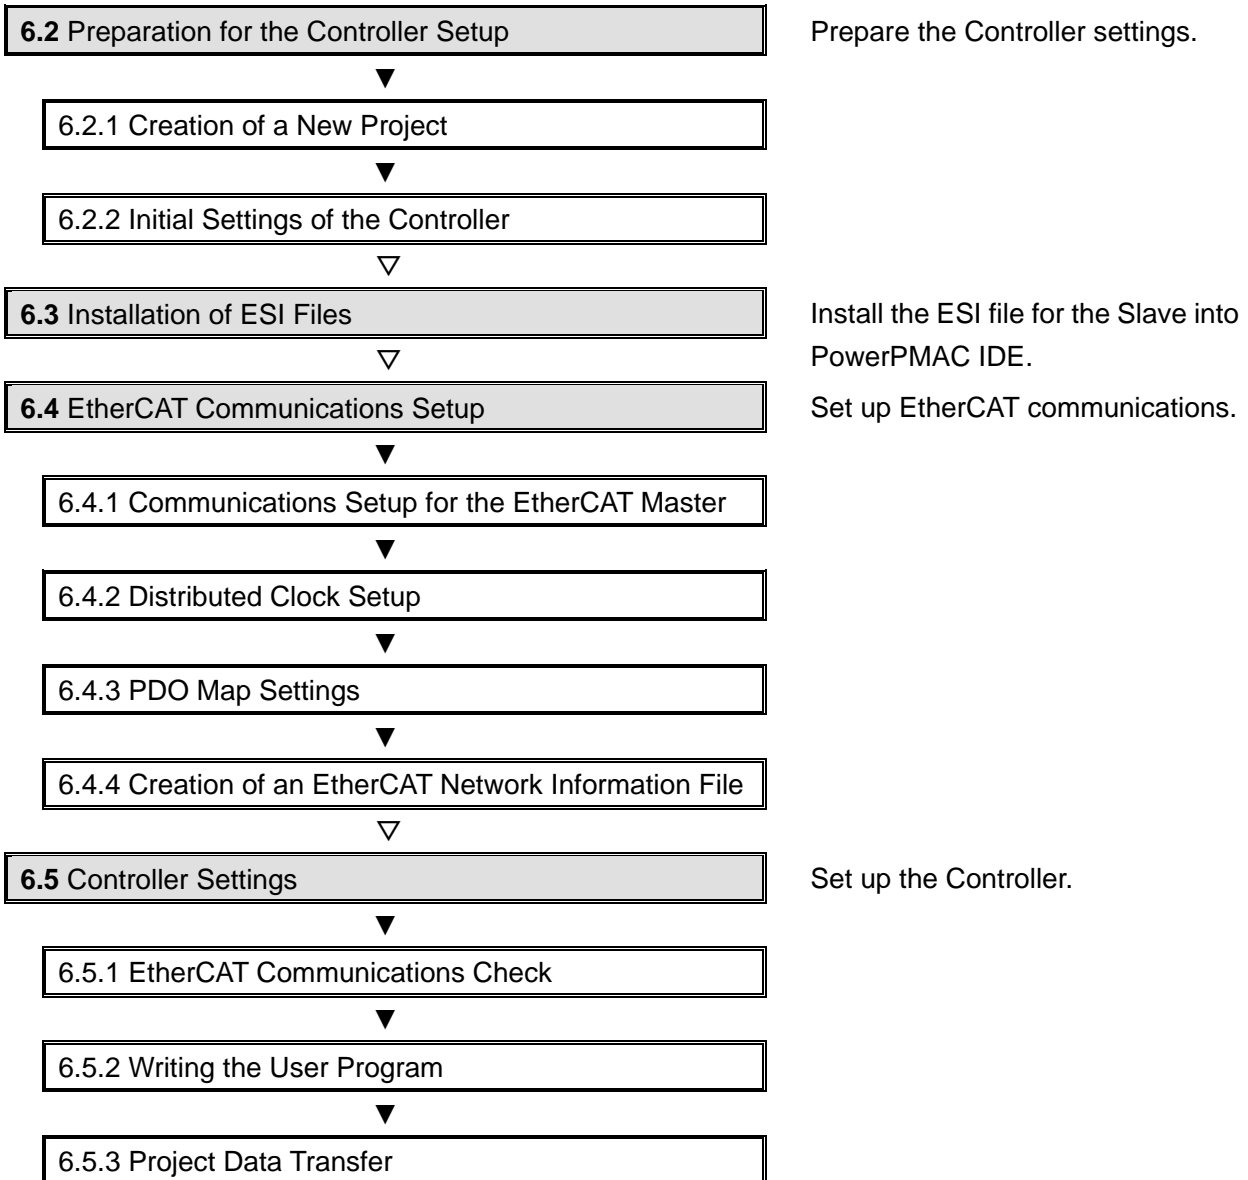 6.2 Preparation for the Controller Setup
Prepare the Controller settings.
6.2.1 Creation of a New Project
6.2.2 Initial Settings of the Controller
6.3 Installation of ESI Files
Install the ESI file for the Slave into
PowerPMAC IDE.
6.4 EtherCAT Communications Setup
Set up EtherCAT communications.
6.4.1 Communications Setup for the EtherCAT Master
6.4.2 Distributed Clock Setup
6.4.3 PDO Map Settings
6.4.4 Creation of an EtherCAT Network Information File
6.5 Controller Settings
Set up the Controller.
6.5.1 EtherCAT Communications Check
6.5.2 Writing the User Program
6.5.3 Project Data Transfer